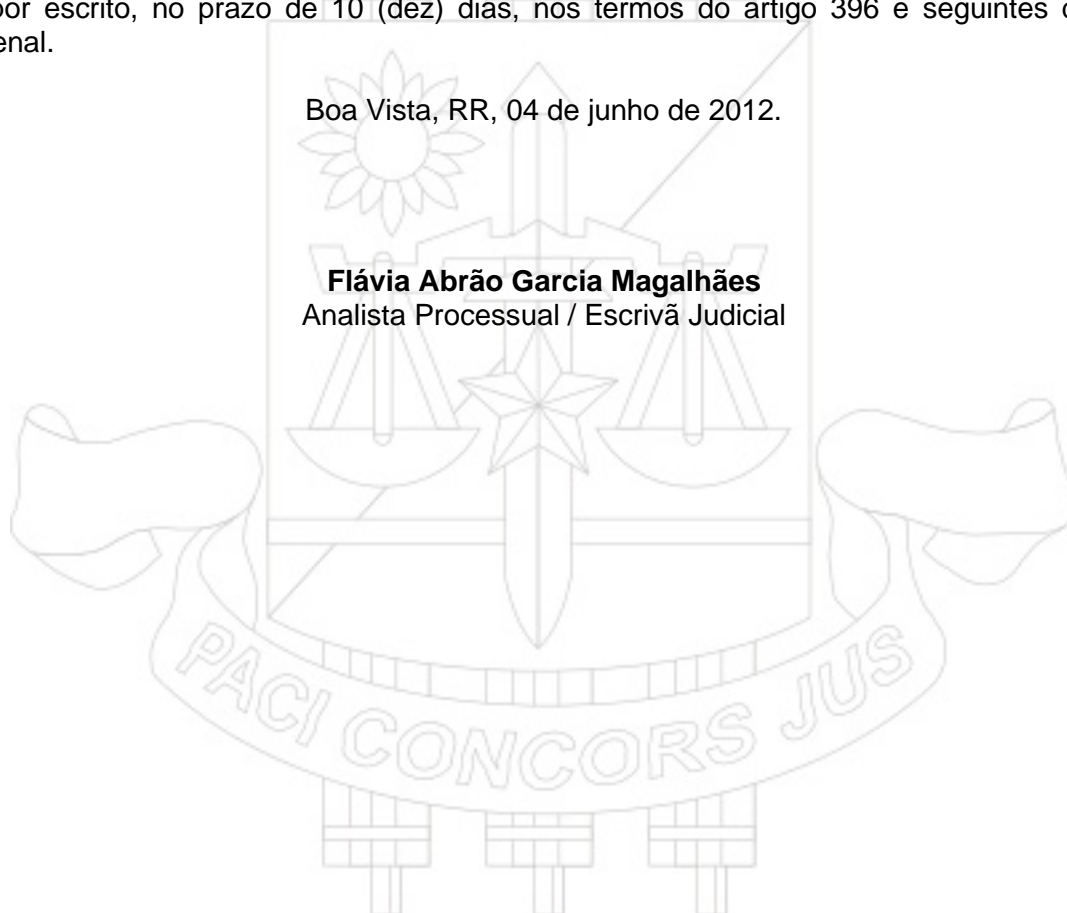 por escrito, no prazo de 10 (dez) dias, nos termos do artigo 396 e seguintes
enal.
Boa Vista, RR, 04 de junho de 2012.
Flávia Abrão Garcia Magalhães
Analista Processual / Escrivã Judicial
PACI CONCORS JUS